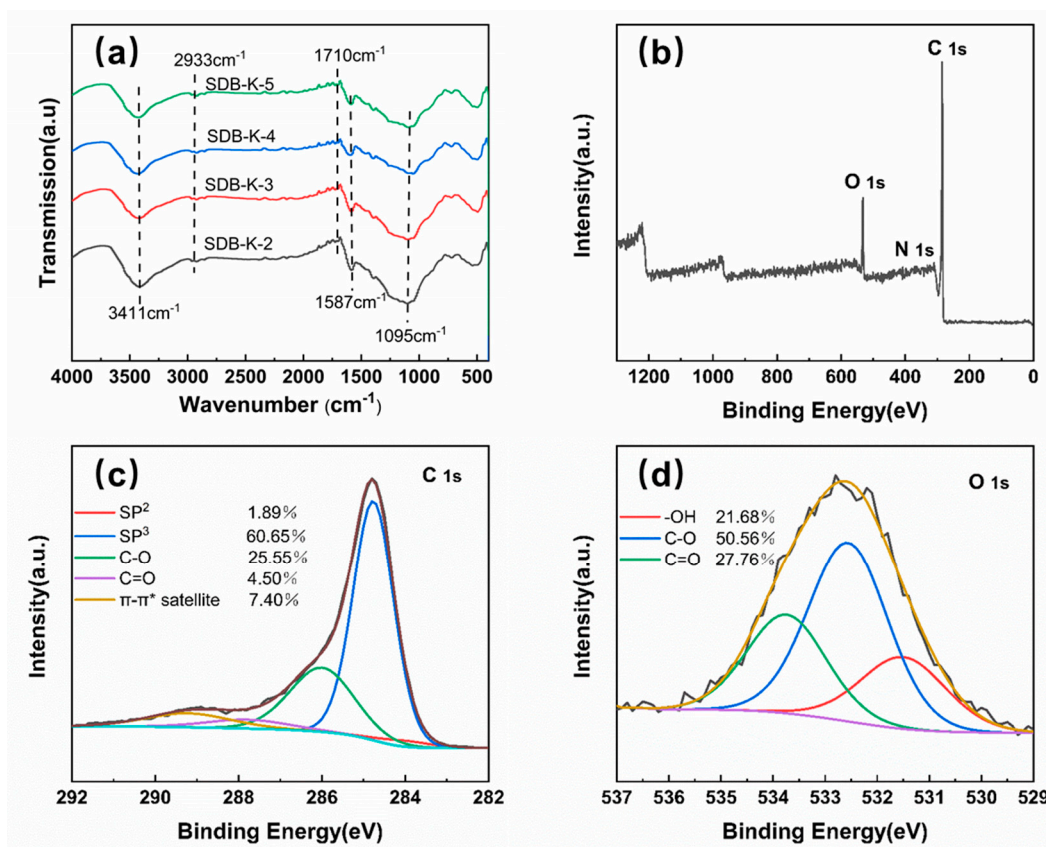 (a)
2933cm-1
1710cm-1
SDB-K-5
SDB-K-4
SDB-K-3
SDB-K-2
3411cm-1
1587cm-1
1095cm-1
Transmission(a.u)
4000 3500 3000 2500 2000 1500 1000 500
Wavenumber (cm-1)
(b)
C 1s
O 1s
N 1s
Intensity(a.u.)
1200 1000 800 600 400 200 0
Binding Energy(eV)
(c)
C 1s
SP2 1.89%
SP3 60.65%
C-O 25.55%
C=O 4.50%
π-π* satellite 7.40%
Intensity(a.u.)
292 290 288 286 284 282
Binding Energy(eV)
(d)
O 1s
-OH 21.68%
C-O 50.56%
C=O 27.76%
Intensity(a.u.)
537 536 535 534 533 532 531 530 529
Binding Energy(eV)